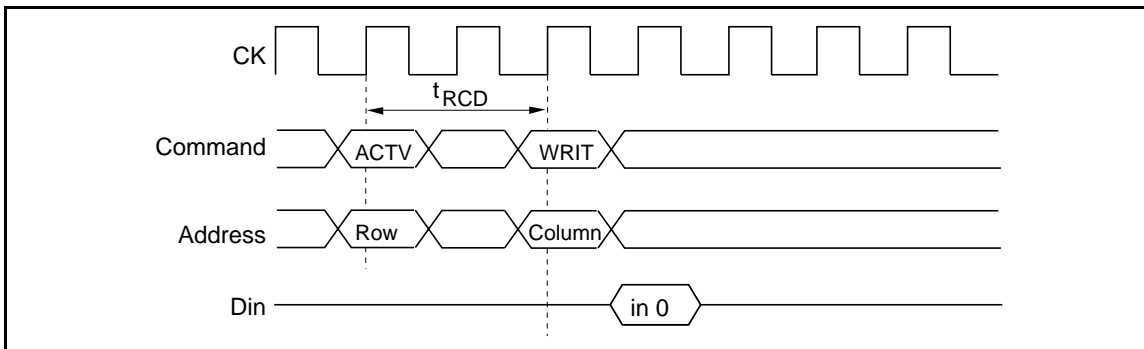 CK
tRCD
Command ACTV WRIT
Address Row Column
Din in 0